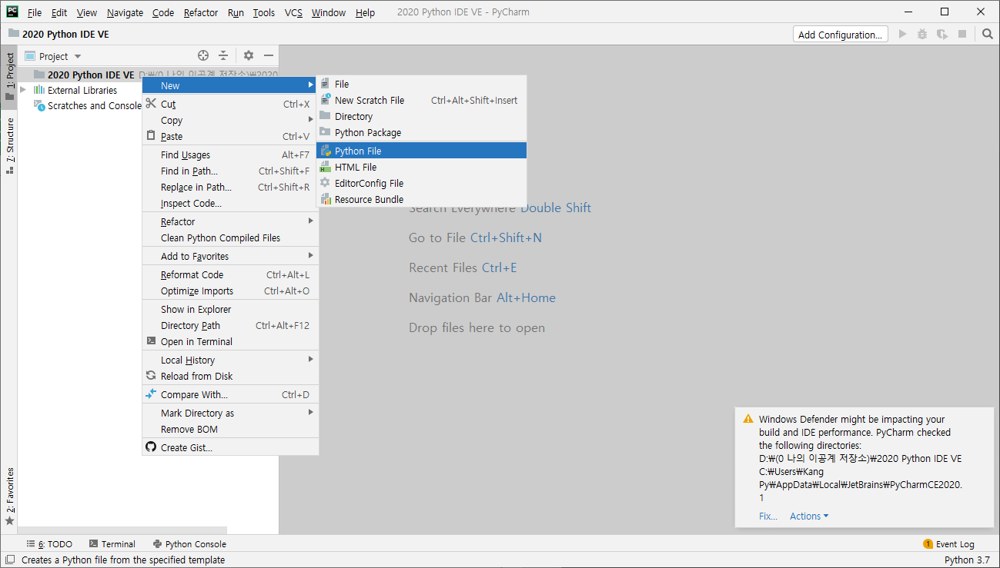 PC File Edit View Navigate Code Refactor Run Tools VCS Window Help 2020 Python IDE VE - PyCharm
2020 Python IDE VE Add Configuration...
1: Project
7: Structure
2: Favorites
Project
2020 Python IDE VE D:₩(0 나의 이공계 저장소)₩2020
External Libraries
Scratches and Console
New
Cut Ctrl+X
Copy
Paste Ctrl+V
Find Usages Alt+F7
Find in Path... Ctrl+Shift+F
Replace in Path... Ctrl+Shift+R
Inspect Code...
Refactor
Clean Python Compiled Files
Add to Favorites
Reformat Code Ctrl+Alt+L
Optimize Imports Ctrl+Alt+O
Show in Explorer
Directory Path Ctrl+Alt+F12
Open in Terminal
Local History
Reload from Disk
Compare With... Ctrl+D
Mark Directory as
Remove BOM
Create Gist...
File
New Scratch File Ctrl+Alt+Shift+Insert
Directory
Python Package
Python File
HTML File
EditorConfig File
Resource Bundle
Search Everywhere Double Shift
Go to File Ctrl+Shift+N
Recent Files Ctrl+E
Navigation Bar Alt+Home
Drop files here to open
Windows Defender might be impacting your
build and IDE performance. PyCharm checked
the following directories:
D:₩(0 나의 이공계 저장소)₩2020 Python IDE VE
C:₩Users₩Kang
Py₩AppData₩Local₩JetBrains₩PyCharmCE2020.
1
Fix... Actions
6: TODO Terminal Python Console 1 Event Log
Creates a Python file from the specified template Python 3.7